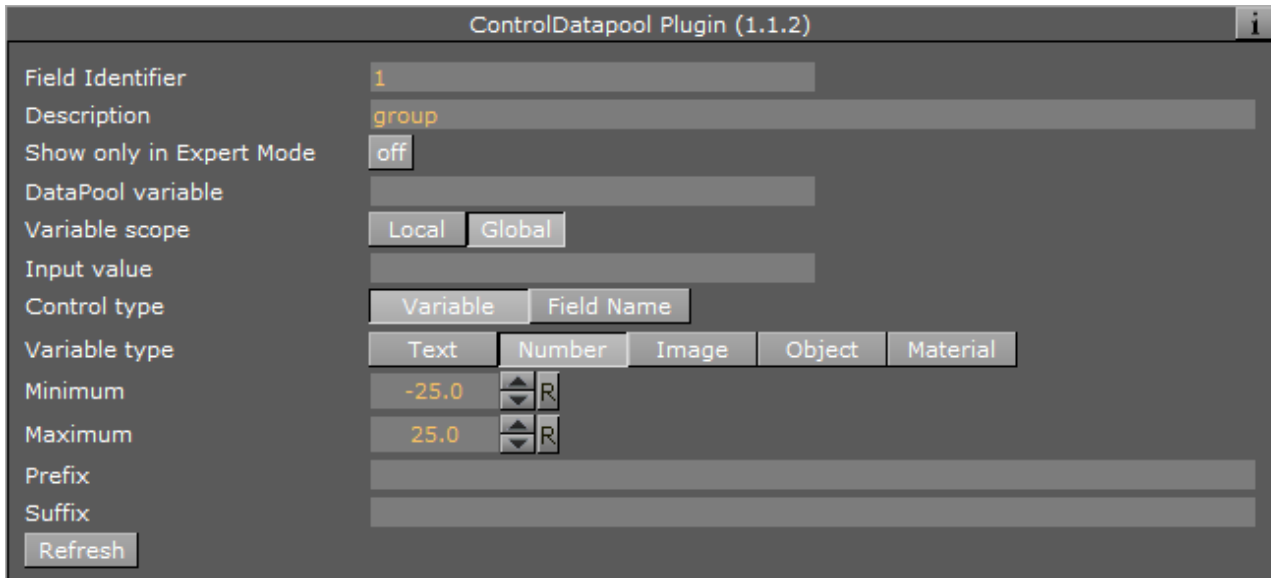 ControlDatapool Plugin (1.1.2) i
Field Identifier 1
Description group
Show only in Expert Mode off
DataPool variable
Variable scope Local Global
Input value
Control type Variable Field Name
Variable type Text Number Image Object Material
Minimum -25.0 R
Maximum 25.0 R
Prefix
Suffix
Refresh